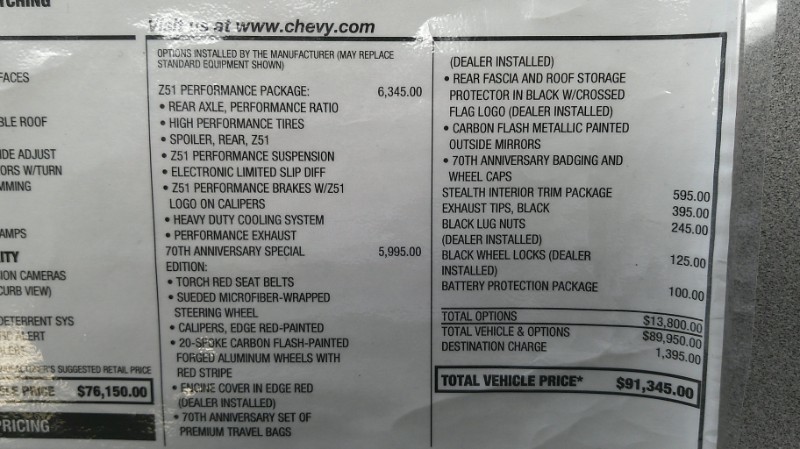 Visit us at www.chevy.com
FACES
BLE ROOF
IDE ADJUST
ORS W/TURN
MMING
AMPS
ITY
ION CAMERAS
CURB VIEW)
DETERRENT SYS
ALERT
SUGGESTED RETAIL PRICE
PRICE $76,150.00
PRICING
OPTIONS INSTALLED BY THE MANUFACTURER (MAY REPLACE
STANDARD EQUIPMENT SHOWN)
Z51 PERFORMANCE PACKAGE: 6,345.00
• REAR AXLE, PERFORMANCE RATIO
• HIGH PERFORMANCE TIRES
• SPOILER, REAR, Z51
• Z51 PERFORMANCE SUSPENSION
• ELECTRONIC LIMITED SLIP DIFF
• Z51 PERFORMANCE BRAKES W/Z51
LOGO ON CALIPERS
• HEAVY DUTY COOLING SYSTEM
• PERFORMANCE EXHAUST
70TH ANNIVERSARY SPECIAL 5,995.00
EDITION:
• TORCH RED SEAT BELTS
• SUEDED MICROFIBER-WRAPPED
STEERING WHEEL
• CALIPERS, EDGE RED-PAINTED
• 20-SPOKE CARBON FLASH-PAINTED
FORGED ALUMINUM WHEELS WITH
RED STRIPE
• ENGINE COVER IN EDGE RED
(DEALER INSTALLED)
• 70TH ANNIVERSARY SET OF
PREMIUM TRAVEL BAGS
(DEALER INSTALLED)
• REAR FASCIA AND ROOF STORAGE
PROTECTOR IN BLACK W/CROSSED
FLAG LOGO (DEALER INSTALLED)
• CARBON FLASH METALLIC PAINTED
OUTSIDE MIRRORS
• 70TH ANNIVERSARY BADGING AND
WHEEL CAPS
STEALTH INTERIOR TRIM PACKAGE 595.00
EXHAUST TIPS, BLACK 395.00
BLACK LUG NUTS 245.00
(DEALER INSTALLED)
BLACK WHEEL LOCKS (DEALER 125.00
INSTALLED)
BATTERY PROTECTION PACKAGE 100.00
TOTAL OPTIONS $13,800.00
TOTAL VEHICLE & OPTIONS $89,950.00
DESTINATION CHARGE 1,395.00
TOTAL VEHICLE PRICE* $91,345.00